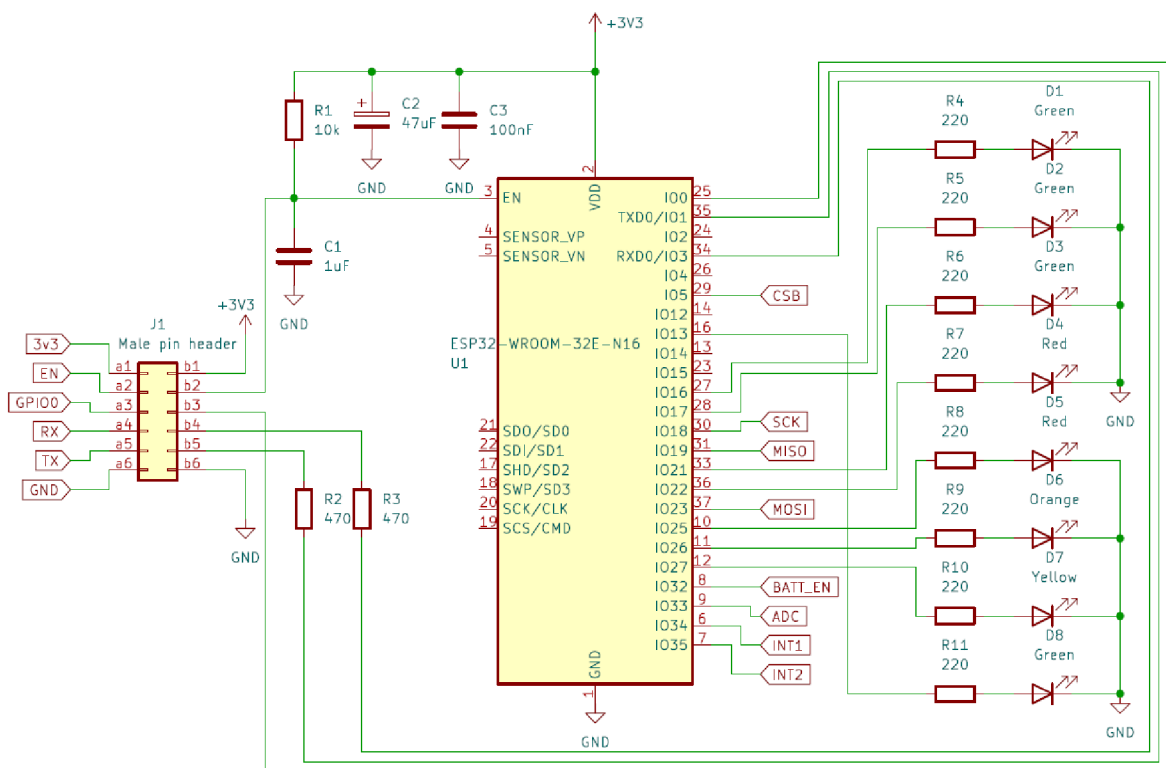 +3V3
R1
10k
+
C2
47uF
C3
100nF
GND
GND
C1
1uF
GND
+3V3
J1
Male pin header
3v3
EN
GPIO0
RX
TX
GND
a1
a2
a3
a4
a5
a6
b1
b2
b3
b4
b5
b6
GND
R2
470
R3
470
2
VDD
3
EN
4
SENSOR_VP
5
SENSOR_VN
ESP32-WROOM-32E-N16
U1
21
SDO/SD0
22
SDI/SD1
17
SHD/SD2
18
SWP/SD3
20
SCK/CLK
19
SCS/CMD
GND
1
GND
IO0
25
TXD0/IO1
35
IO2
24
RXD0/IO3
34
IO4
26
IO5
29
CSB
IO12
14
IO13
16
IO14
13
IO15
23
IO16
27
IO17
28
IO18
30
SCK
IO19
31
MISO
IO21
33
IO22
36
IO23
37
MOSI
IO25
10
IO26
11
IO27
12
IO32
8
BATT_EN
IO33
9
ADC
IO34
6
INT1
IO35
7
INT2
R4
220
D1
Green
R5
220
D2
Green
R6
220
D3
Green
R7
220
D4
Red
GND
R8
220
D5
Red
R9
220
D6
Orange
R10
220
D7
Yellow
R11
220
D8
Green
GND